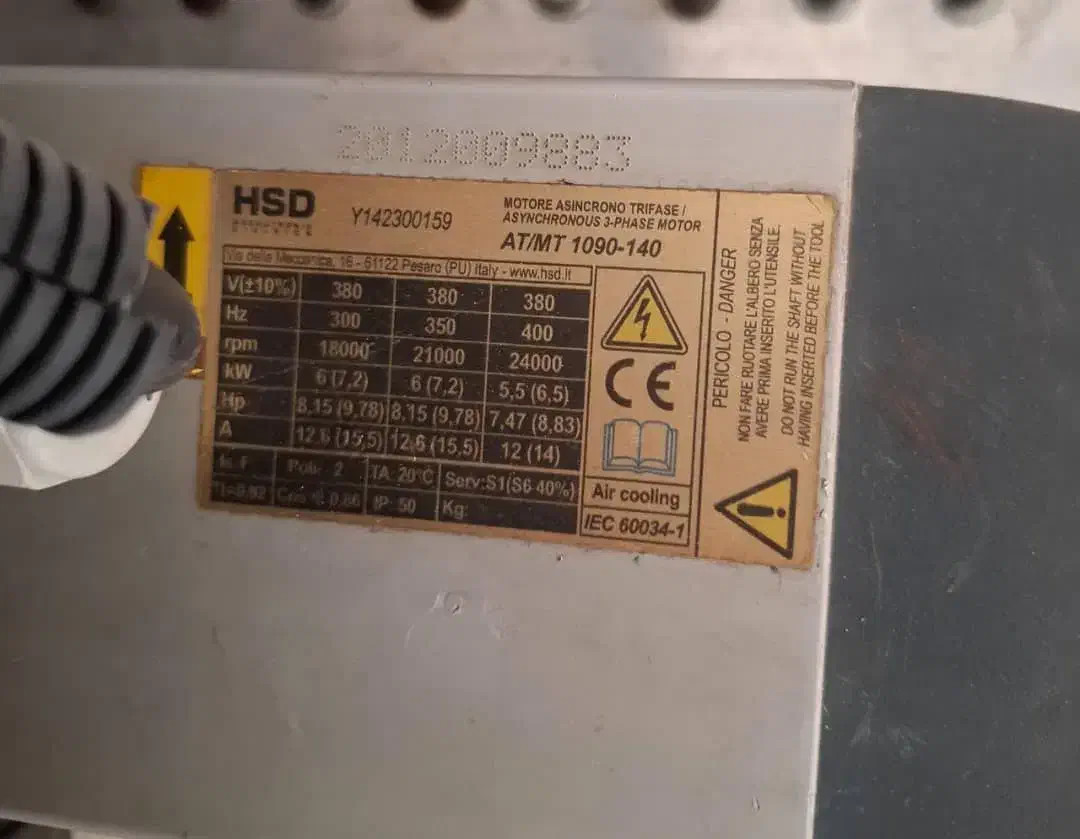 2012009883
HSD
Y142300159
MOTORE ASINCRONO TRIFASE /
ASYNCHRONOUS 3-PHASE MOTOR
AT/MT 1090-140
Via della Meccanica, 16 - 61122 Pesaro (PU) Italy - www.hsd.it
V(±10%) 380 380 380
Hz 300 350 400
rpm 18000 21000 24000
kW 6 (7,2) 6 (7,2) 5,5 (6,5)
Hp 8,15 (9,78) 8,15 (9,78) 7,47 (8,83)
A 12,6 (15,5) 12,6 (15,5) 12 (14)
Is. F Poli: 2 TA: 20°C Serv:S1(S6 40%)
IP: 50 Kg:
CE
Air cooling
IEC 60034-1
PERICOLO - DANGER
NON FARE RUOTARE L'ALBERO SENZA
AVERE PRIMA INSERITO L'UTENSILE.
DO NOT RUN THE SHAFT WITHOUT
HAVING INSERTED BEFORE THE TOOL